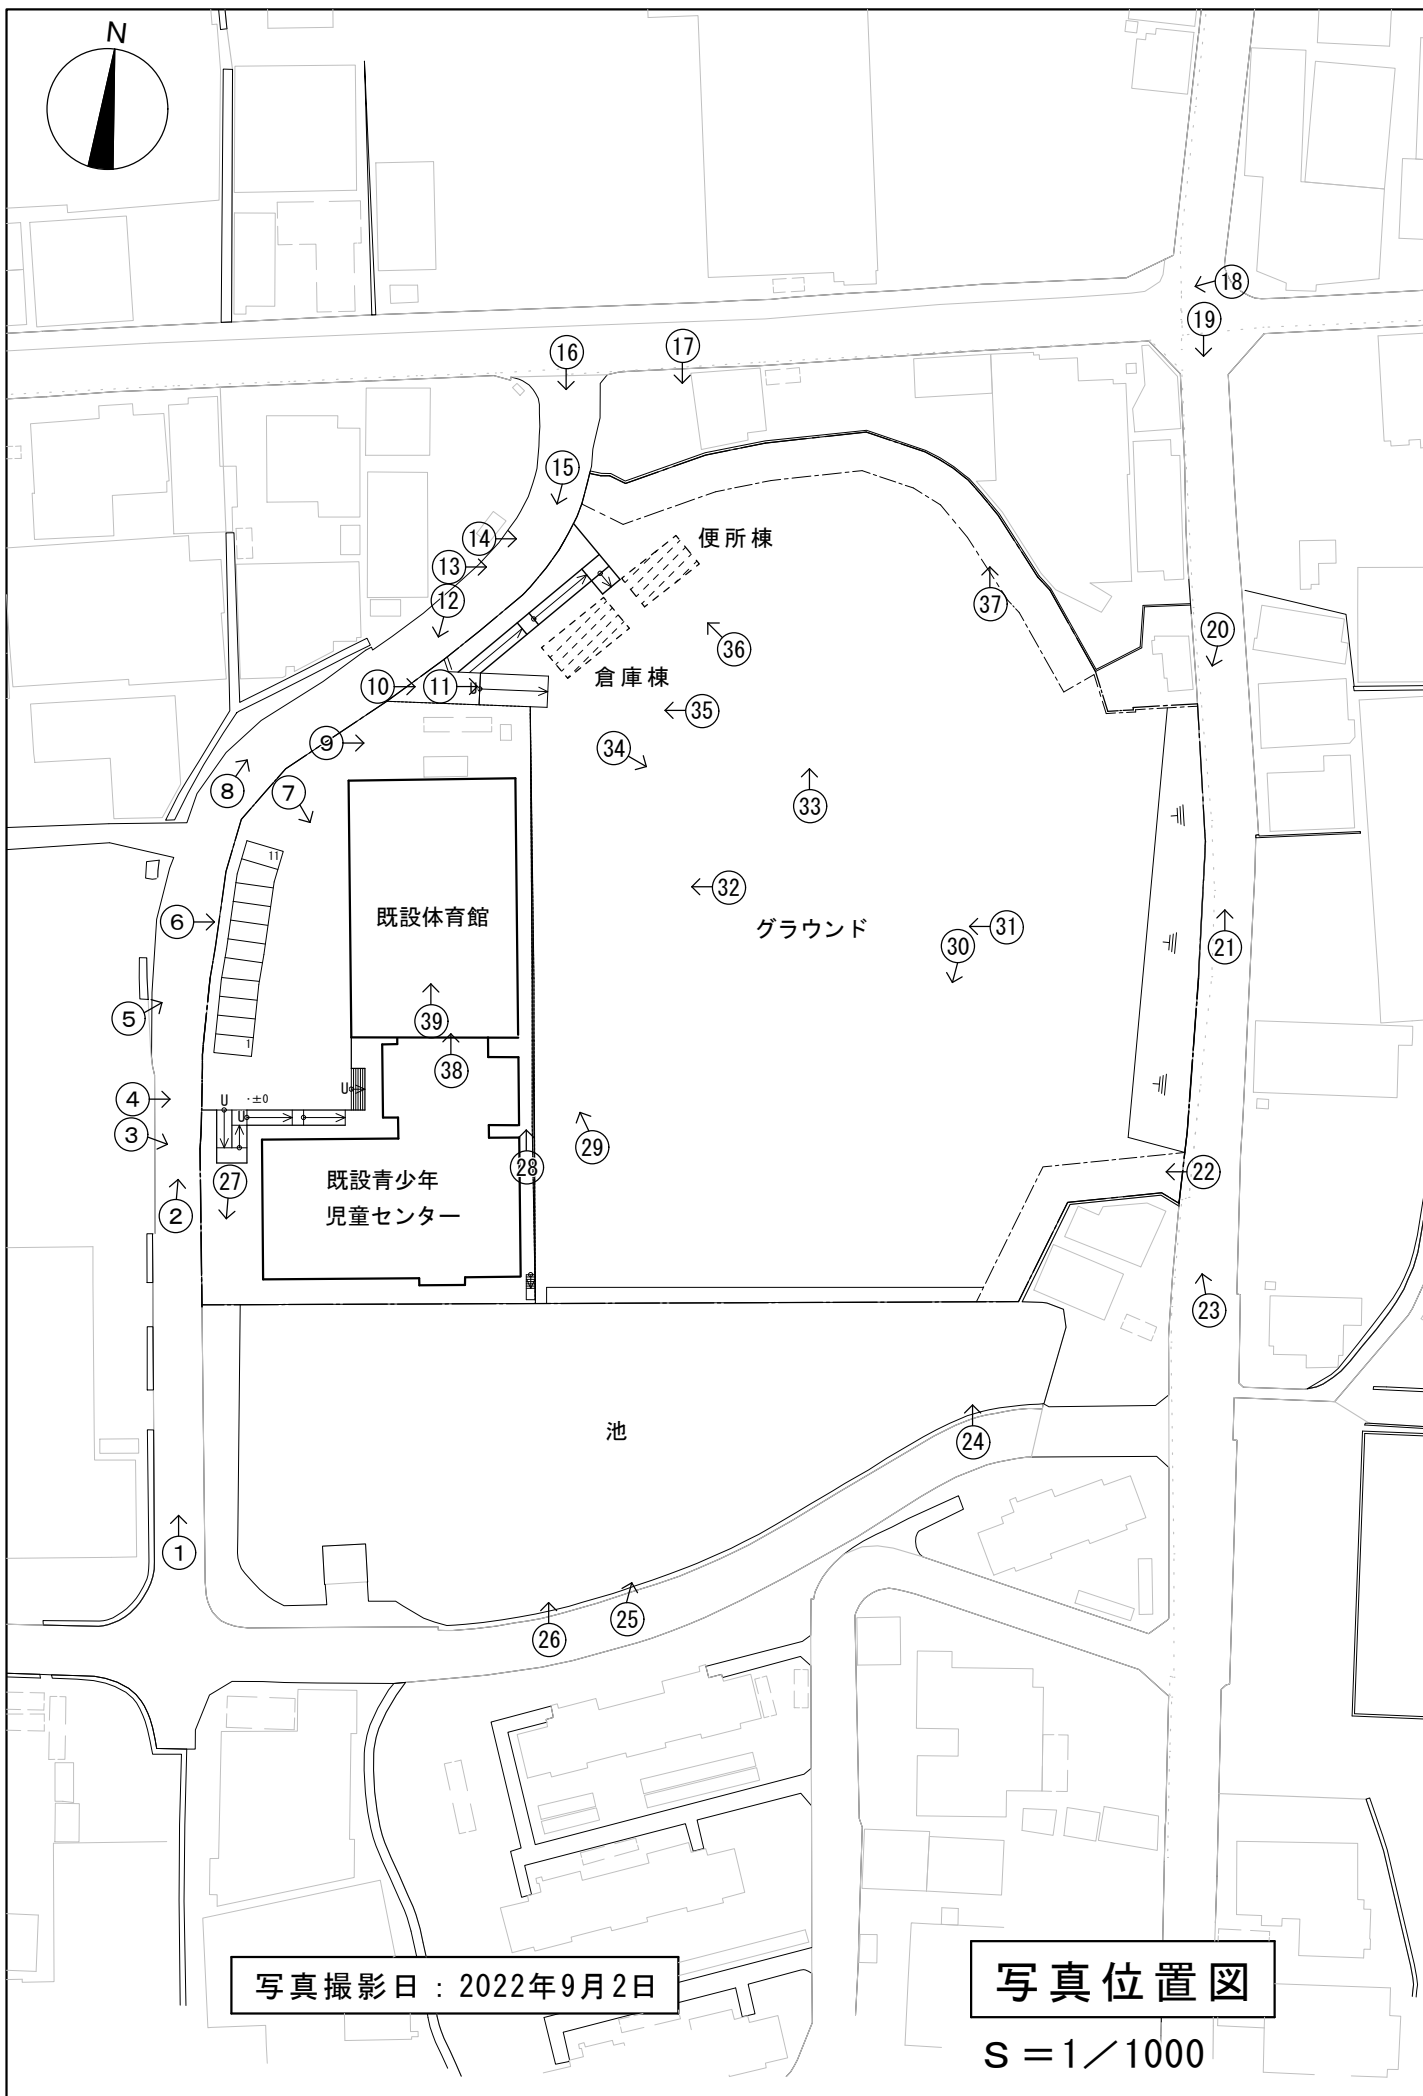 N
⑱
⑲
⑯
⑰
⑮
⑭
便所棟
⑬
㊲
⑫
⑳
㊱
倉庫棟
⑩
⑪
U
㉟
⑨
㉞
⑧
⑦
㉝
11
㉜
⑥
既設体育館
グラウンド
㉛
㉚
㉑
⑤
㊴
1
㊳
U
④
U
・±0
U
③
㉙
㉘
㉒
㉗
既設青少年
児童センター
②
㉓
池
㉔
①
㉕
㉖
写真撮影日：2022年9月2日
写真位置図
S＝1／1000